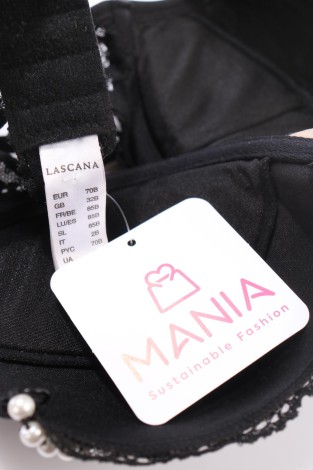 LASCANA
EUR 70B
GB 32B
FR/BE 85B
LU/ES 85B
SL 2B
IT
PYC 70B
UA
MANIA
Sustainable Fashion